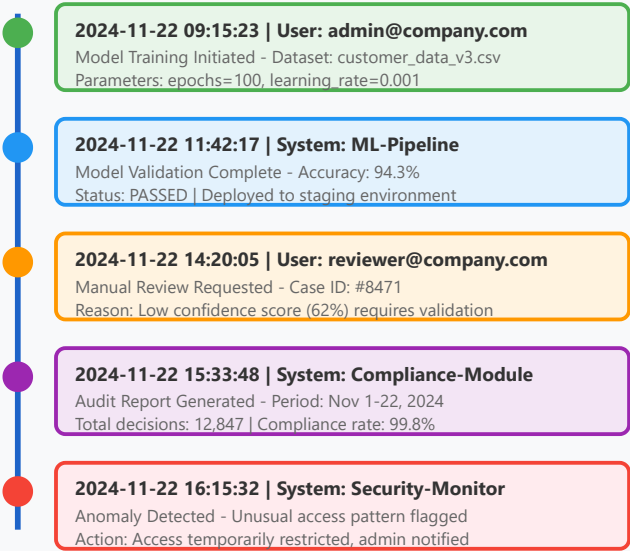 2024-11-22 09:15:23 | User: admin@company.com
Model Training Initiated - Dataset: customer_data_v3.csv
Parameters: epochs=100, learning_rate=0.001
2024-11-22 11:42:17 | System: ML-Pipeline
Model Validation Complete - Accuracy: 94.3%
Status: PASSED | Deployed to staging environment
2024-11-22 14:20:05 | User: reviewer@company.com
Manual Review Requested - Case ID: #8471
Reason: Low confidence score (62%) requires validation
2024-11-22 15:33:48 | System: Compliance-Module
Audit Report Generated - Period: Nov 1-22, 2024
Total decisions: 12,847 | Compliance rate: 99.8%
2024-11-22 16:15:32 | System: Security-Monitor
Anomaly Detected - Unusual access pattern flagged
Action: Access temporarily restricted, admin notified